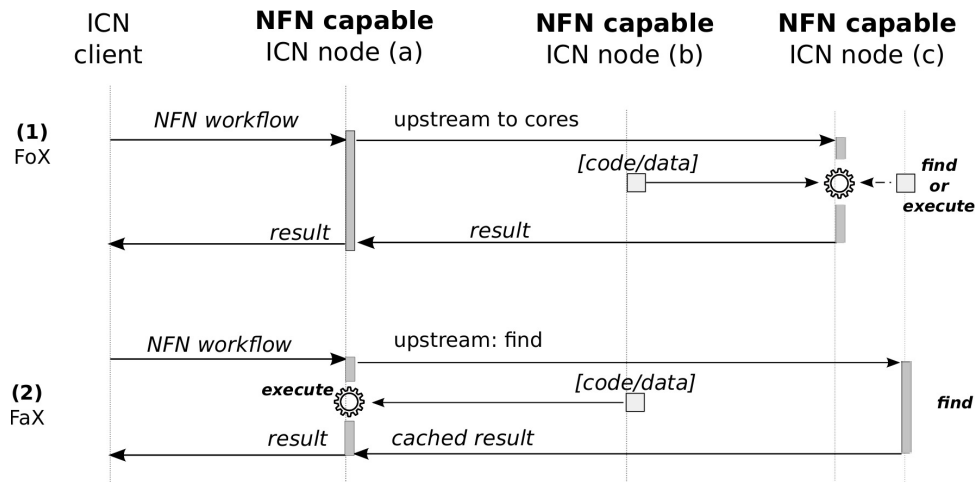 ICN
client
NFN capable
ICN node (a)
NFN capable
ICN node (b)
NFN capable
ICN node (c)
(1)
FoX
NFN workflow
upstream to cores
[code/data]
find
or
execute
result
result
(2)
FaX
NFN workflow
upstream: find
execute
[code/data]
find
result
cached result